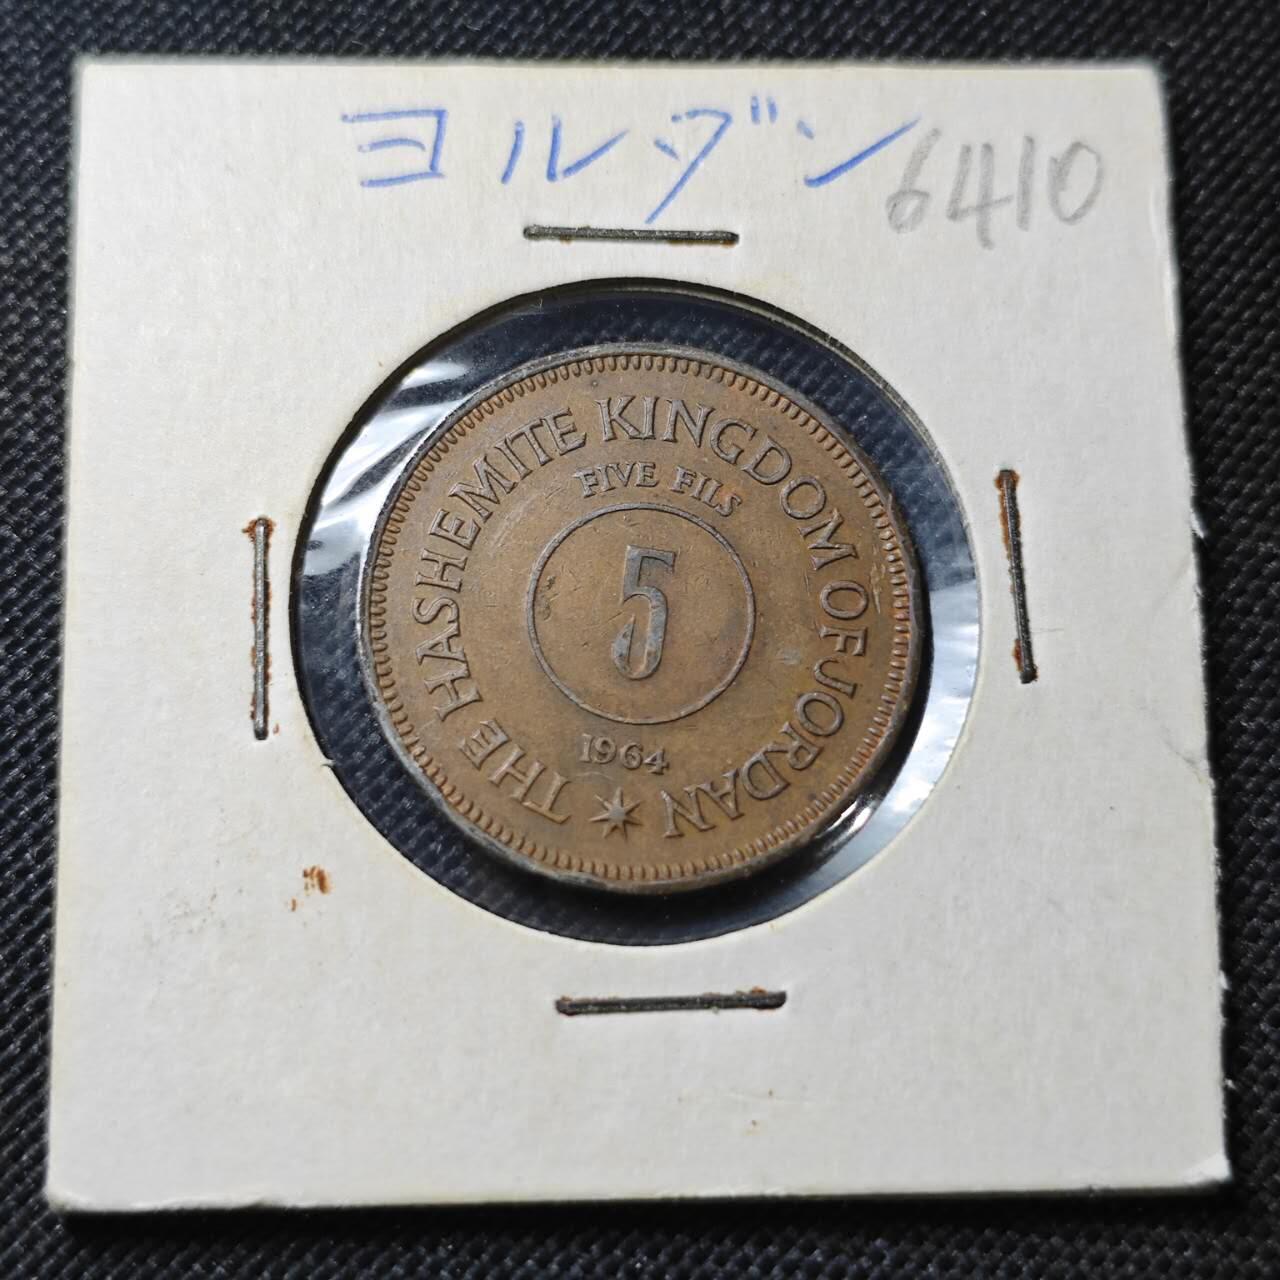 ヨルダン 6410
THE HASHEMITE KINGDOM OF JORDAN
FIVE FILS
5
1964